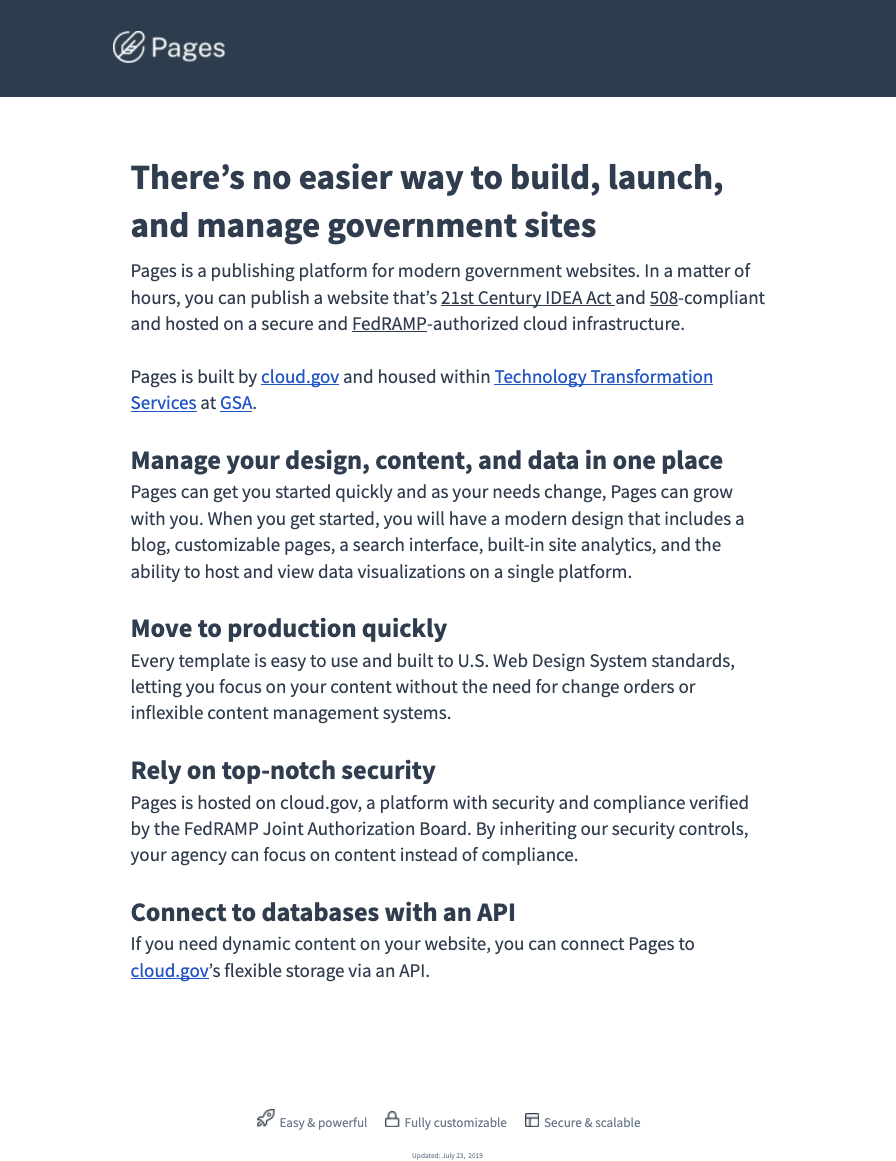 Pages
There’s no easier way to build, launch,
and manage government sites
Pages is a publishing platform for modern government websites. In a matter of
hours, you can publish a website that’s 21st Century IDEA Act and 508-compliant
and hosted on a secure and FedRAMP-authorized cloud infrastructure.
Pages is built by cloud.gov and housed within Technology Transformation
Services at GSA.
Manage your design, content, and data in one place
Pages can get you started quickly and as your needs change, Pages can grow
with you. When you get started, you will have a modern design that includes a
blog, customizable pages, a search interface, built-in site analytics, and the
ability to host and view data visualizations on a single platform.
Move to production quickly
Every template is easy to use and built to U.S. Web Design System standards,
letting you focus on your content without the need for change orders or
inflexible content management systems.
Rely on top-notch security
Pages is hosted on cloud.gov, a platform with security and compliance verified
by the FedRAMP Joint Authorization Board. By inheriting our security controls,
your agency can focus on content instead of compliance.
Connect to databases with an API
If you need dynamic content on your website, you can connect Pages to
cloud.gov’s flexible storage via an API.
Easy & powerful Fully customizable Secure & scalable
Updated: July 23, 2019